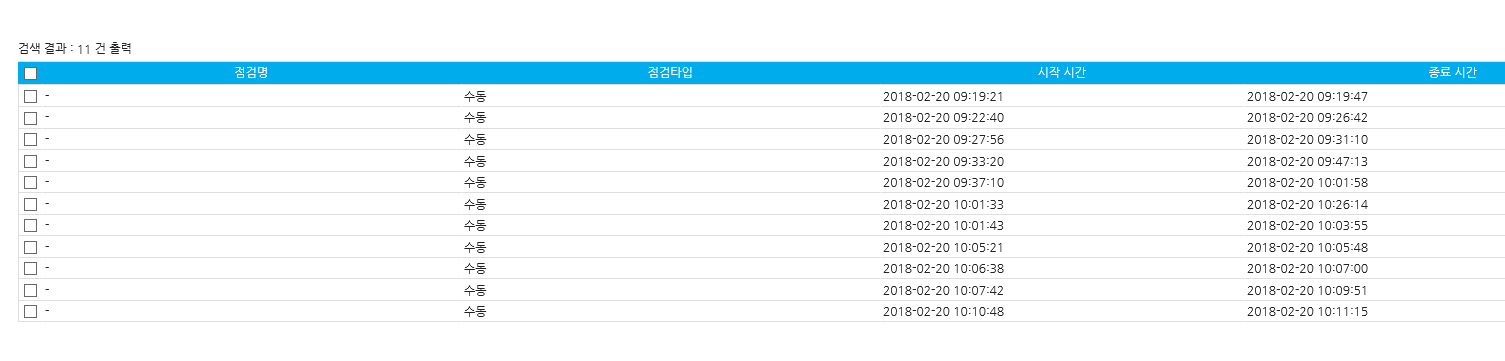 검색 결과 : 11 건 출력
점검명 점검타입 시작 시간 종료 시간
- 수동 2018-02-20 09:19:21 2018-02-20 09:19:47
- 수동 2018-02-20 09:22:40 2018-02-20 09:26:42
- 수동 2018-02-20 09:27:56 2018-02-20 09:31:10
- 수동 2018-02-20 09:33:20 2018-02-20 09:47:13
- 수동 2018-02-20 09:37:10 2018-02-20 10:01:58
- 수동 2018-02-20 10:01:33 2018-02-20 10:26:14
- 수동 2018-02-20 10:01:43 2018-02-20 10:03:55
- 수동 2018-02-20 10:05:21 2018-02-20 10:05:48
- 수동 2018-02-20 10:06:38 2018-02-20 10:07:00
- 수동 2018-02-20 10:07:42 2018-02-20 10:09:51
- 수동 2018-02-20 10:10:48 2018-02-20 10:11:15